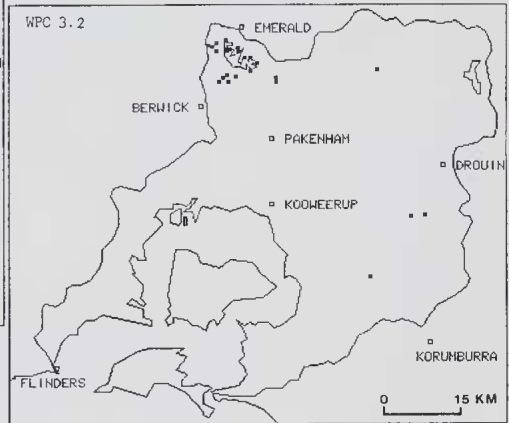 WPC 3.2
EMERALD
BERWICK
PAKENHAM
DROUIN
KOOWEERUP
KORUMBURRA
FLINDERS
0 15 KM